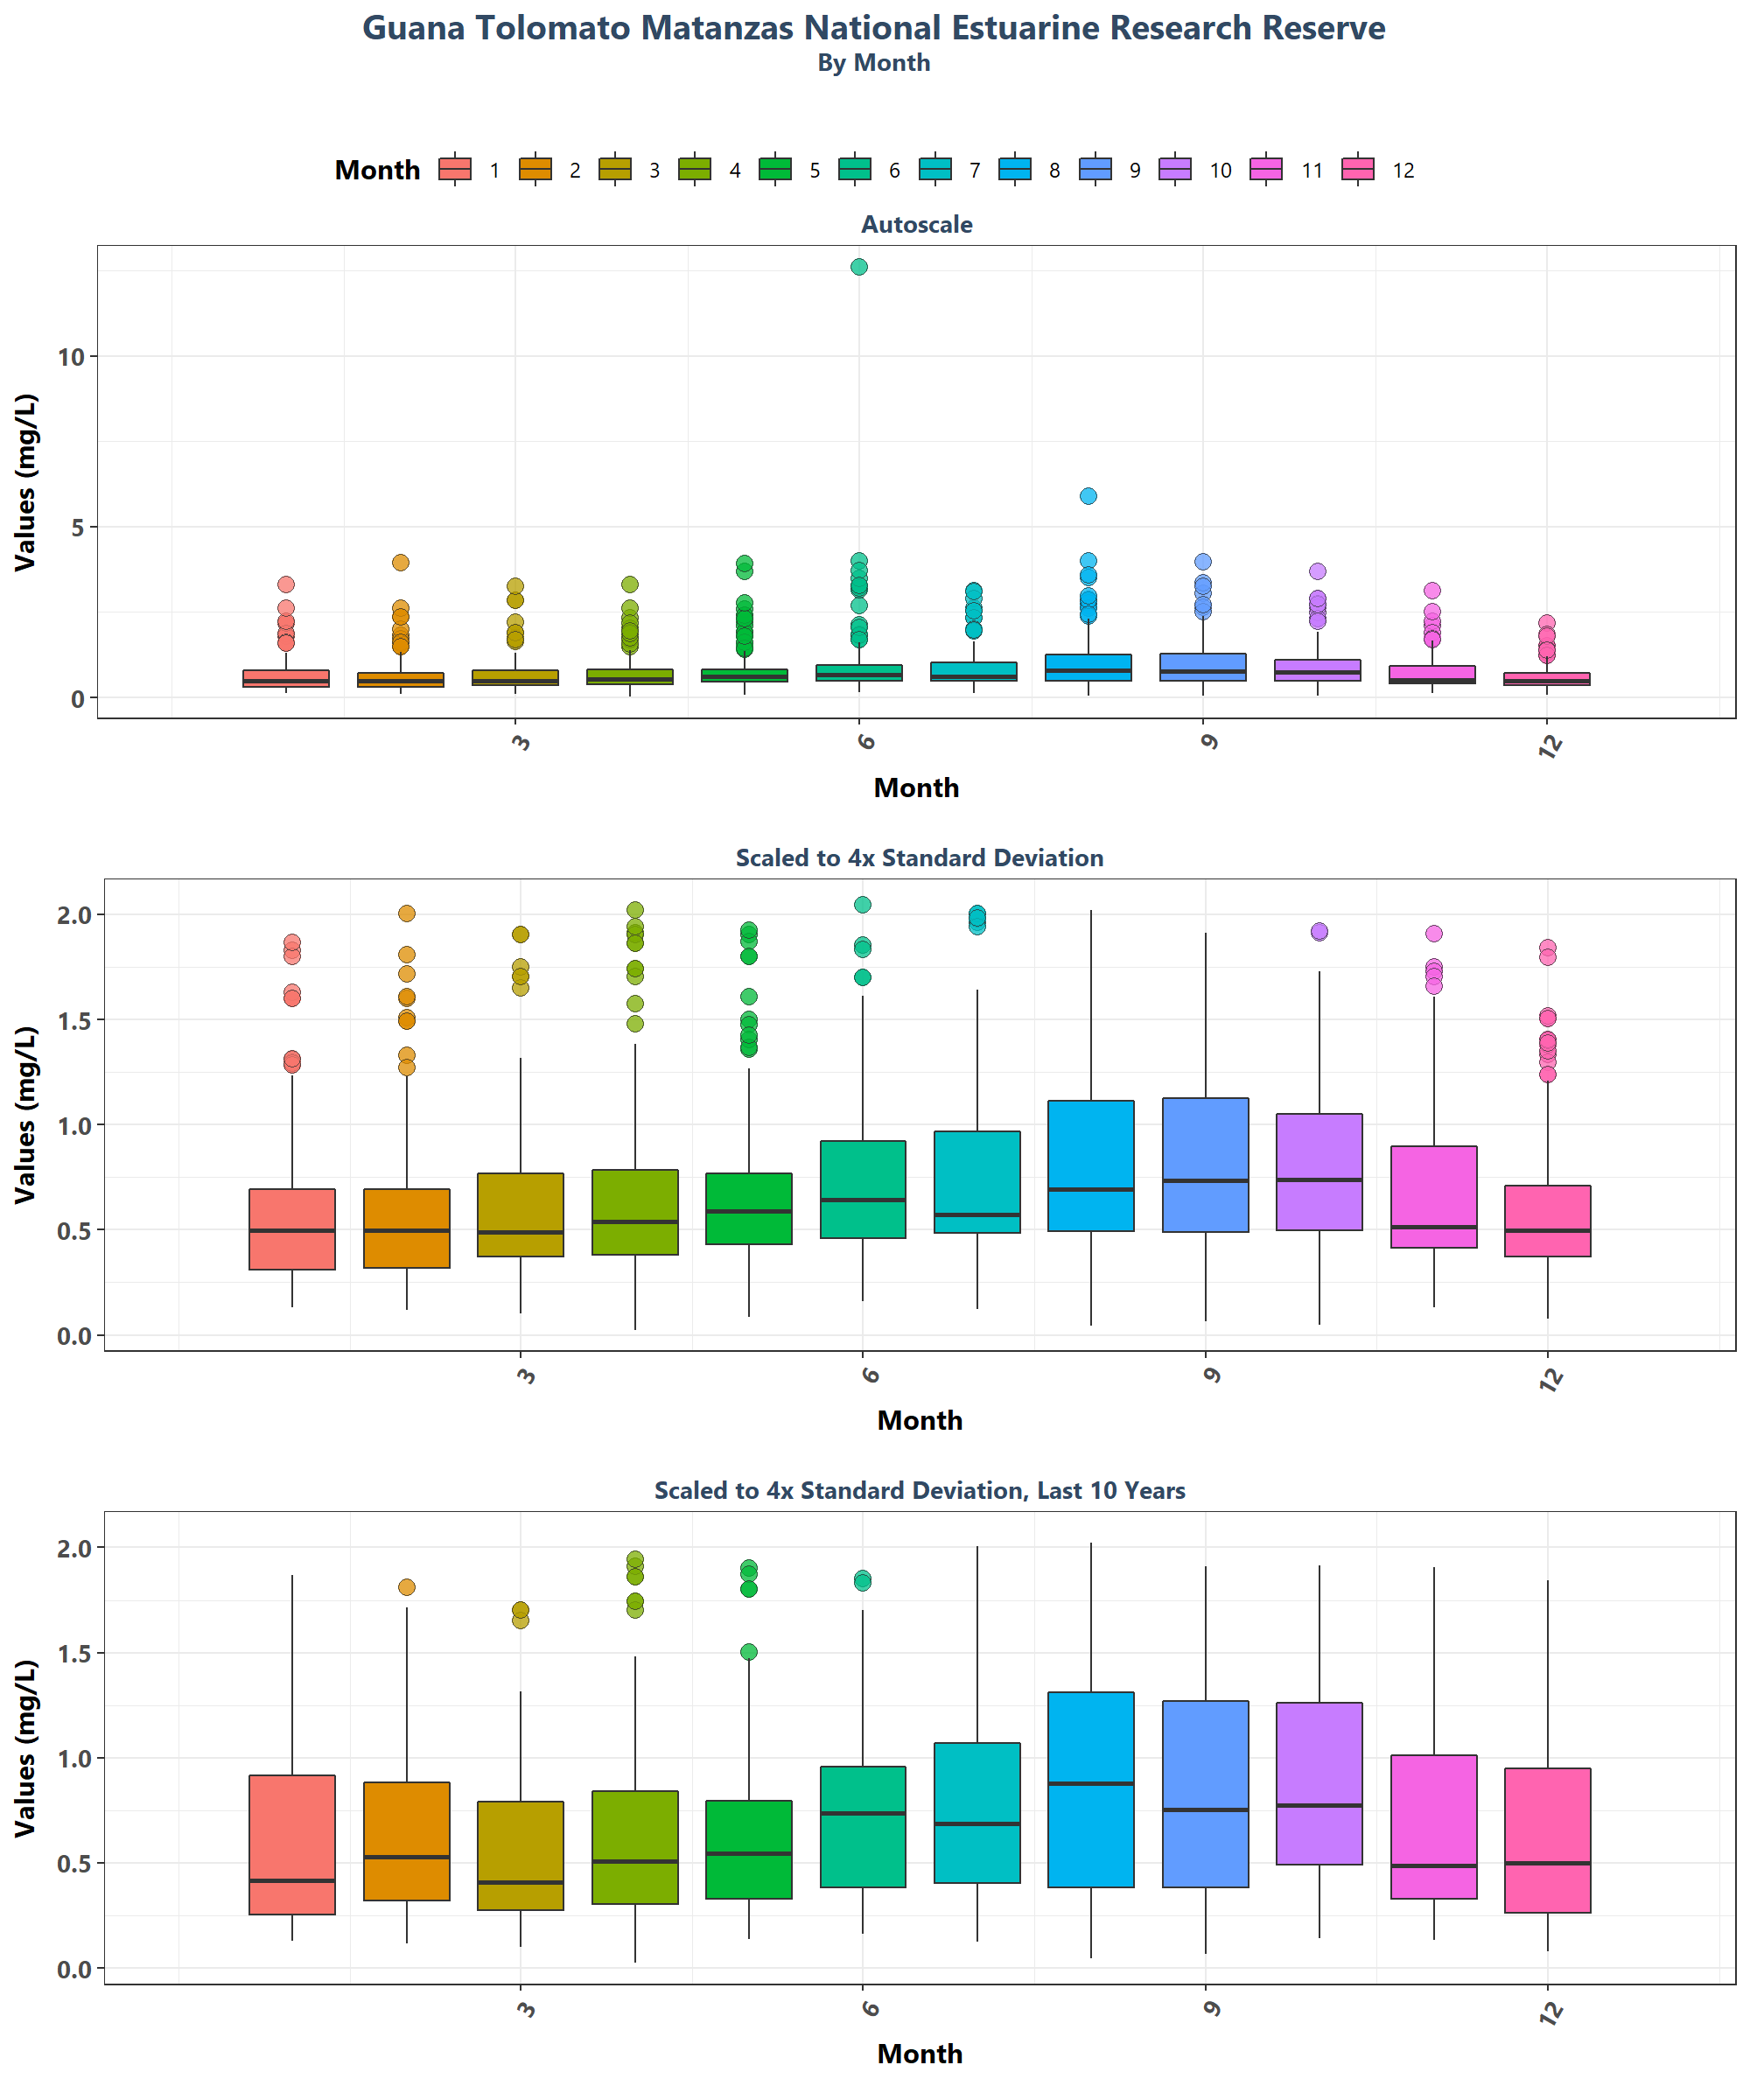 Guana Tolomato Matanzas National Estuarine Research Reserve
By Month
Month 1 2 3 4 5 6 7 8 9 10 11 12
Autoscale
Values (mg/L)
10
5
0
3 6 9 12
Month
Scaled to 4x Standard Deviation
Values (mg/L)
2.0
1.5
1.0
0.5
0.0
3 6 9 12
Month
Scaled to 4x Standard Deviation, Last 10 Years
Values (mg/L)
2.0
1.5
1.0
0.5
0.0
3 6 9 12
Month